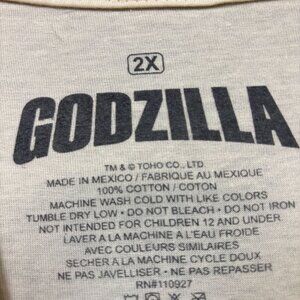 2X
GODZILLA
TM & © TOHO CO., LTD.
MADE IN MEXICO / FABRIQUE AU MEXIQUE
100% COTTON / COTON
MACHINE WASH COLD WITH LIKE COLORS
TUMBLE DRY LOW • DO NOT BLEACH • DO NOT IRON
NOT INTENDED FOR CHILDREN 12 AND UNDER
LAVER A LA MACHINE A L'EAU FROIDE
AVEC COULEURS SIMILAIRES
SECHER A LA MACHINE CYCLE DOUX
NE PAS JAVELLISER • NE PAS REPASSER
RN#110927